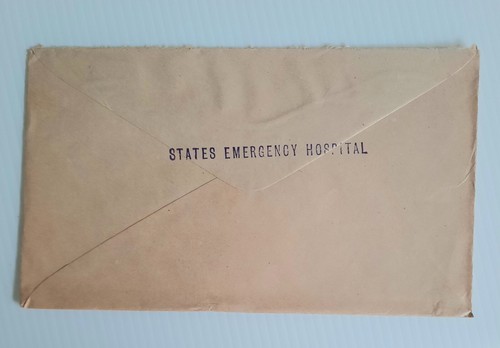 STATES EMERGENCY HOSPITAL